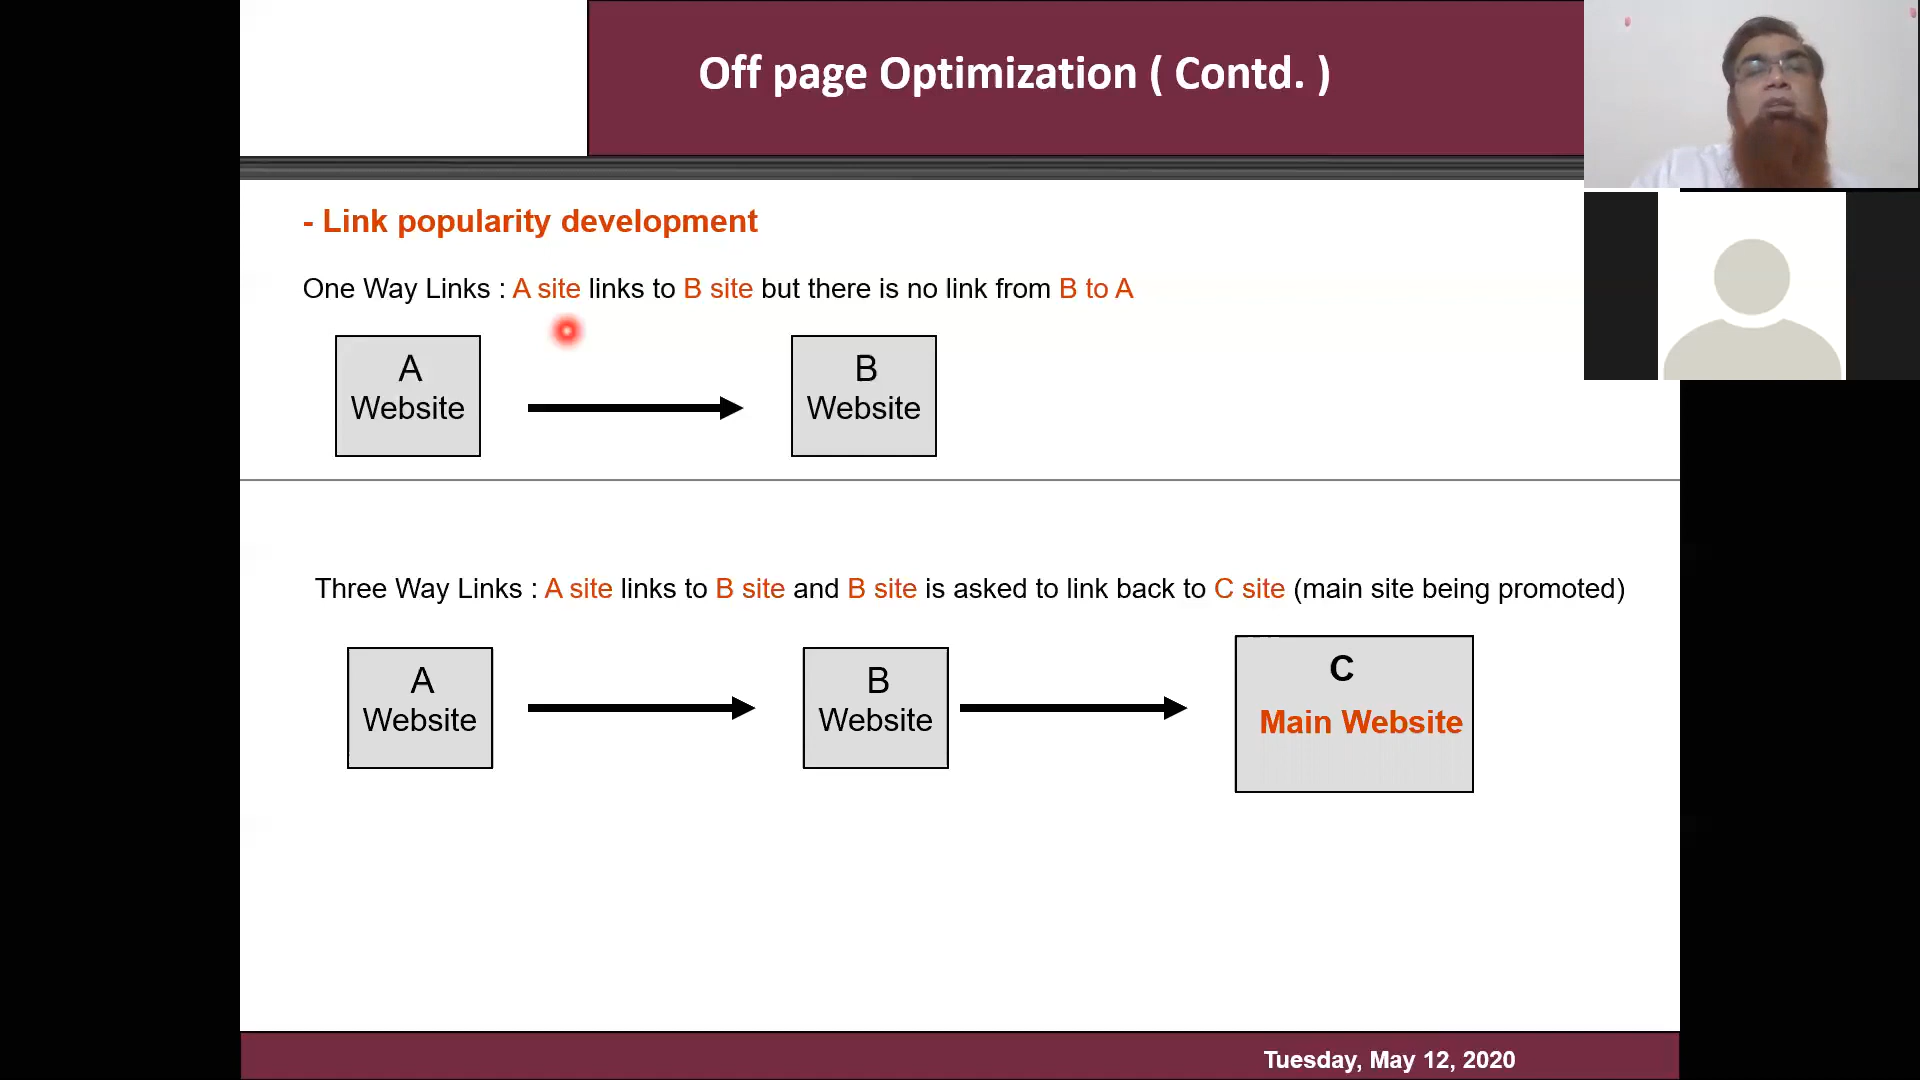 Off page Optimization ( Contd. )
- Link popularity development
One Way Links : A site links to B site but there is no link from B to A
A
Website
B
Website
Three Way Links : A site links to B site and B site is asked to link back to C site (main site being promoted)
A
Website
B
Website
C
Main Website
Tuesday, May 12, 2020